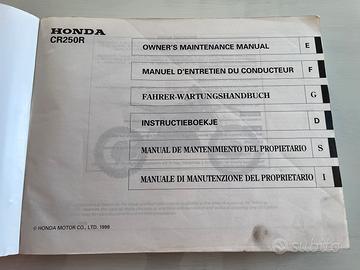 HONDA
CR250R
OWNER'S MAINTENANCE MANUAL E
MANUEL D'ENTRETIEN DU CONDUCTEUR F
FAHRER-WARTUNGSHANDBUCH G
INSTRUCTIEBOEKJE D
MANUAL DE MANTENIMIENTO DEL PROPIETARIO S
MANUALE DI MANUTENZIONE DEL PROPRIETARIO I
© HONDA MOTOR CO., LTD.
subito